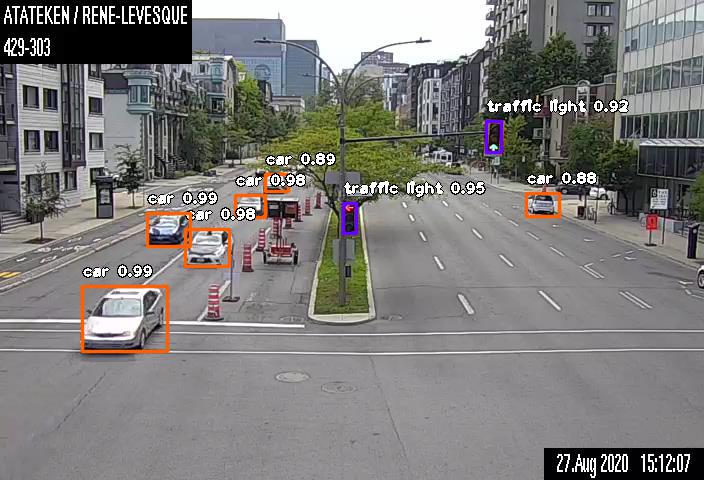 ATATEKEN / RENE-LEVESQUE
429-303
traffic light 0.92
car 0.89
car 0.88
car 0.98
traffic light 0.95
car 0.99
car 0.98
car 0.99
27.Aug 2020 15:12:07